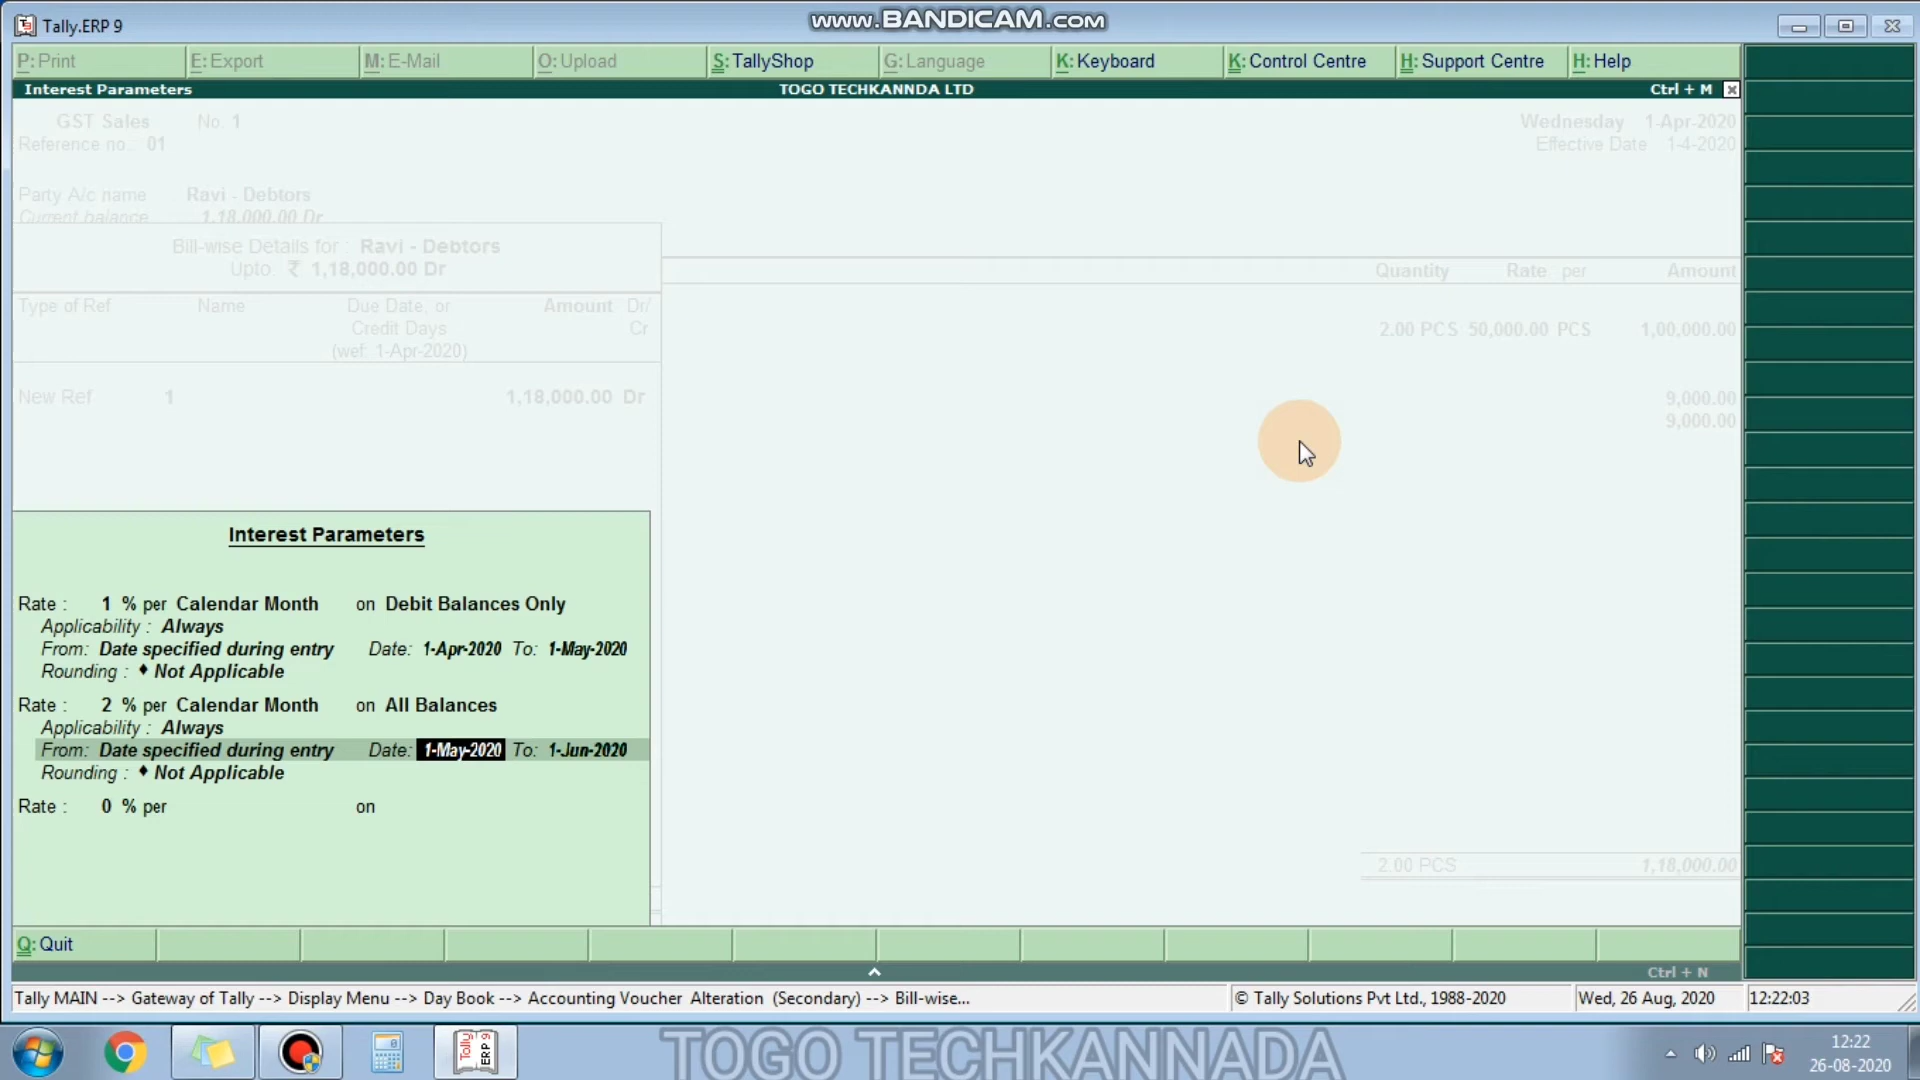 www.BANDICAM.com
Tally.ERP 9
P: Print E: Export M: E-Mail O: Upload S: TallyShop G: Language K: Keyboard K: Control Centre H: Support Centre H: Help
Interest Parameters TOGO TECHKANNDA LTD Ctrl + M
GST Sales No. 1 Wednesday 1-Apr-2020
Reference no.: 01 Effective Date 1-4-2020
Party A/c name Ravi - Debtors
Current balance 1,18,000.00 Dr
Bill-wise Details for : Ravi - Debtors
Upto: ₹ 1,18,000.00 Dr
Quantity Rate per Amount
Type of Ref Name Due Date, or Amount Dr/
Credit Days Cr
(wef: 1-Apr-2020)
2.00 PCS 50,000.00 PCS 1,00,000.00
New Ref 1 1,18,000.00 Dr
9,000.00
9,000.00
Interest Parameters
Rate : 1 % per Calendar Month on Debit Balances Only
Applicability : Always
From: Date specified during entry Date: 1-Apr-2020 To: 1-May-2020
Rounding : ♦ Not Applicable
Rate : 2 % per Calendar Month on All Balances
Applicability : Always
From: Date specified during entry Date: 1-May-2020 To: 1-Jun-2020
Rounding : ♦ Not Applicable
Rate : 0 % per on
2.00 PCS 1,18,000.00
Q: Quit
Ctrl + N
Tally MAIN --> Gateway of Tally --> Display Menu --> Day Book --> Accounting Voucher Alteration (Secondary) --> Bill-wise... © Tally Solutions Pvt Ltd., 1988-2020 Wed, 26 Aug, 2020 12:22:03
Tally ERP 9
TOGO TECHKANNADA
12:22
26-08-2020